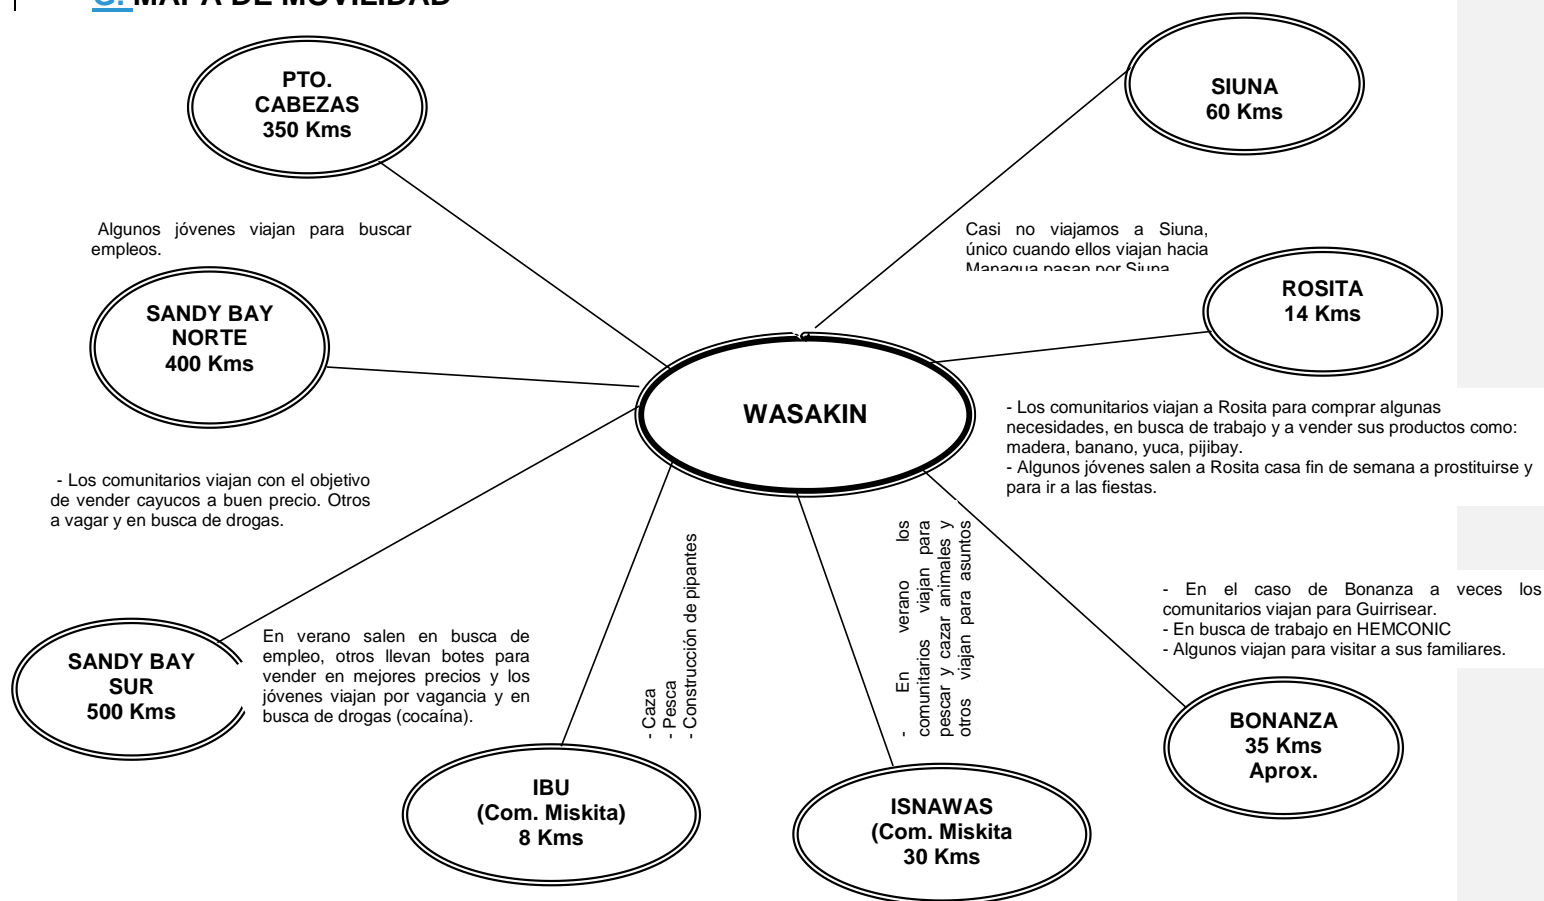 G. MAPA DE MOVILIDAD
PTO.
CABEZAS
350 Kms
SIUNA
60 Kms
Algunos jóvenes viajan para buscar
empleos.
Casi no viajamos a Siuna,
único cuando ellos viajan hacia
Managua pasan por Siuna
SANDY BAY
NORTE
400 Kms
ROSITA
14 Kms
WASAKIN
- Los comunitarios viajan a Rosita para comprar algunas
necesidades, en busca de trabajo y a vender sus productos como:
madera, banano, yuca, pijibay.
- Algunos jóvenes salen a Rosita casa fin de semana a prostituirse y
para ir a las fiestas.
- Los comunitarios viajan con el objetivo
de vender cayucos a buen precio. Otros
a vagar y en busca de drogas.
- En el caso de Bonanza a veces los
comunitarios viajan para Guirrisear.
- En busca de trabajo en HEMCONIC
- Algunos viajan para visitar a sus familiares.
SANDY BAY
SUR
500 Kms
En verano salen en busca de
empleo, otros llevan botes para
vender en mejores precios y los
jóvenes viajan por vagancia y en
busca de drogas (cocaína).
- Caza
- Pesca
- Construcción de pipantes
- En verano los
comunitarios viajan para
pescar y cazar animales y
otros viajan para asuntos
BONANZA
35 Kms
Aprox.
IBU
(Com. Miskita)
8 Kms
ISNAWAS
(Com. Miskita
30 Kms